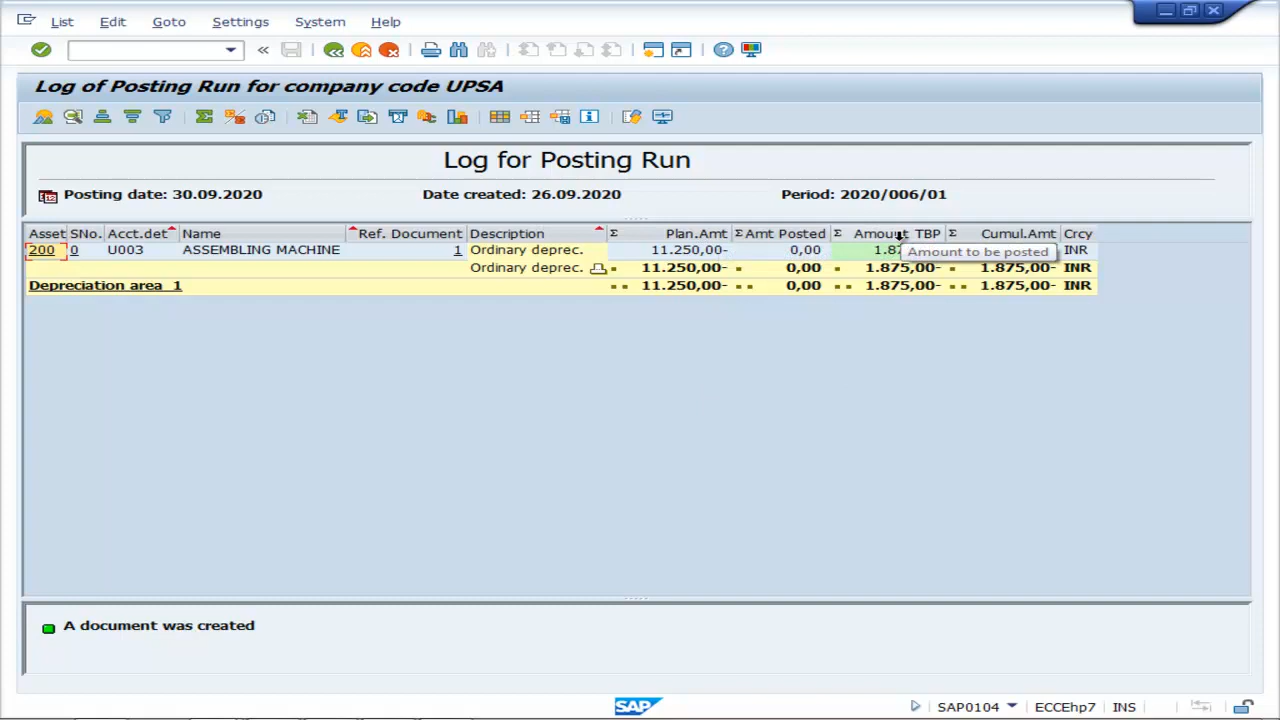 List Edit Goto Settings System Help
Log of Posting Run for company code UPSA
Log for Posting Run
Posting date: 30.09.2020 Date created: 26.09.2020 Period: 2020/006/01
Asset SNo. Acct.det Name Ref. Document Description Σ Plan.Amt Σ Amt Posted Σ Amount TBP Σ Cumul.Amt Crcy
200 0 U003 ASSEMBLING MACHINE 1 Ordinary deprec. 11.250,00- 0,00 INR
Amount to be posted
Ordinary deprec. 11.250,00- 0,00 1.875,00- 1.875,00- INR
Depreciation area 1 11.250,00- 0,00 1.875,00- 1.875,00- INR
A document was created
SAP SAP0104 ECCEhp7 INS